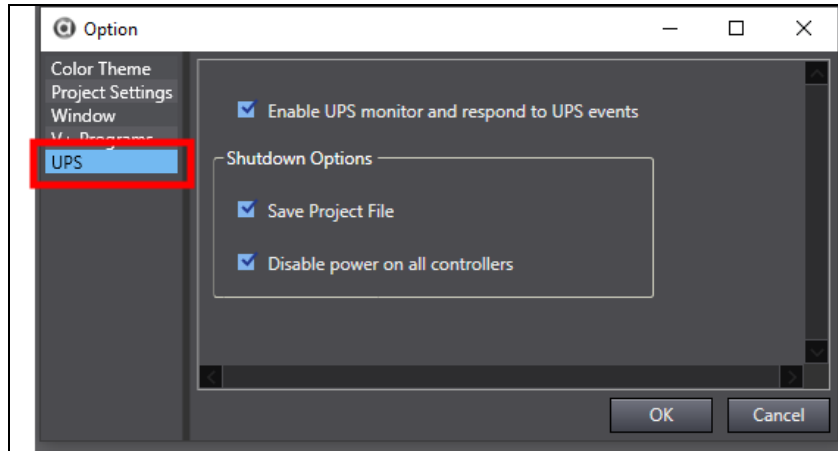 Option
Color Theme
Project Settings
Window
V+ Programs
UPS
Enable UPS monitor and respond to UPS events
Shutdown Options
Save Project File
Disable power on all controllers
OK
Cancel